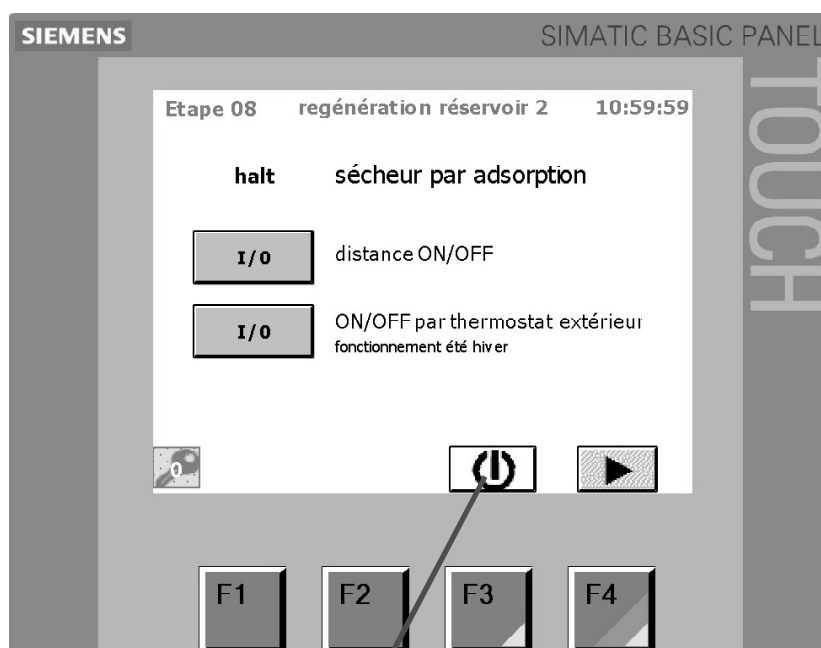 SIEMENS
SIMATIC BASIC PANEL
TOUCH
Etape 08 regénération réservoir 2 10:59:59
halt sécheur par adsorption
I/0 distance ON/OFF
I/0 ON/OFF par thermostat extérieur
fonctionnement été hiver
0
F1 F2 F3 F4